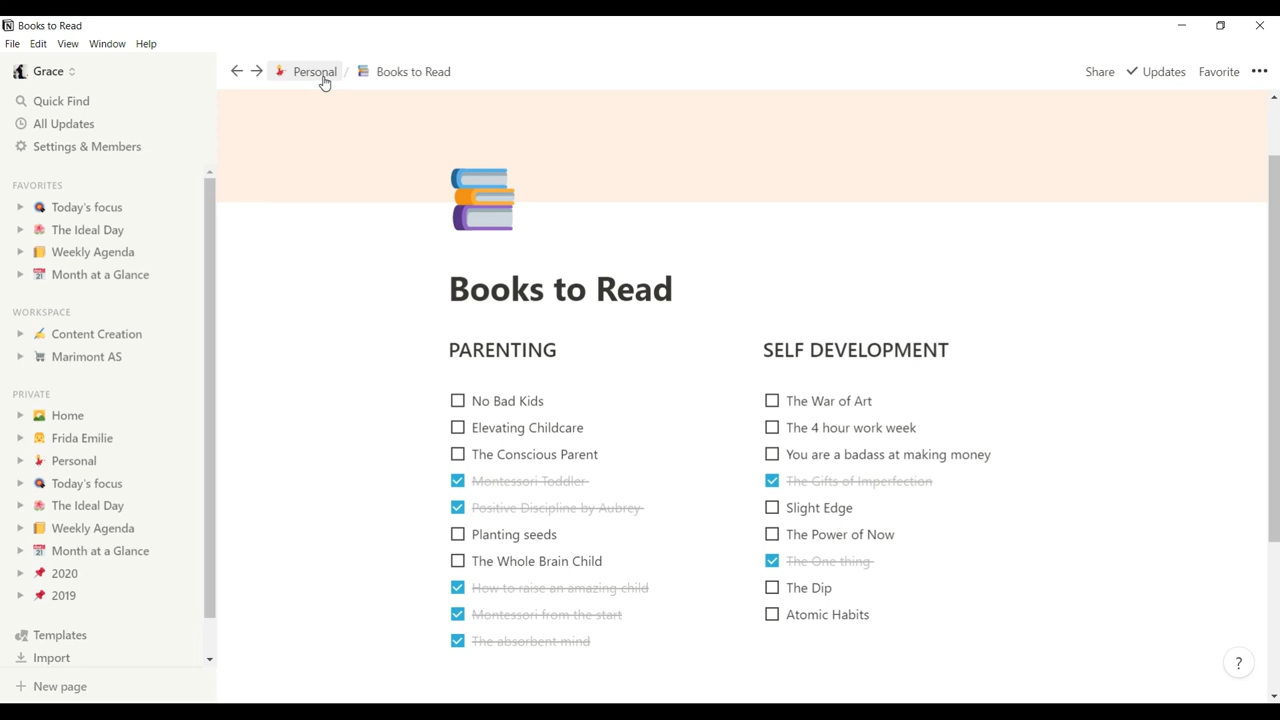 Books to Read
File Edit View Window Help
Grace
Personal / Books to Read
Share Updates Favorite
Quick Find
All Updates
Settings & Members
FAVORITES
Today's focus
The Ideal Day
Weekly Agenda
Month at a Glance
WORKSPACE
Content Creation
Marimont AS
PRIVATE
Home
Frida Emilie
Personal
Today's focus
The Ideal Day
Weekly Agenda
Month at a Glance
2020
2019
Templates
Import
New page
Books to Read
PARENTING
No Bad Kids
Elevating Childcare
The Conscious Parent
Montessori Toddler
Positive Discipline by Aubrey
Planting seeds
The Whole Brain Child
How to raise an amazing child
Montessori from the start
The absorbent mind
SELF DEVELOPMENT
The War of Art
The 4 hour work week
You are a badass at making money
The Gifts of Imperfection
Slight Edge
The Power of Now
The One thing
The Dip
Atomic Habits
?